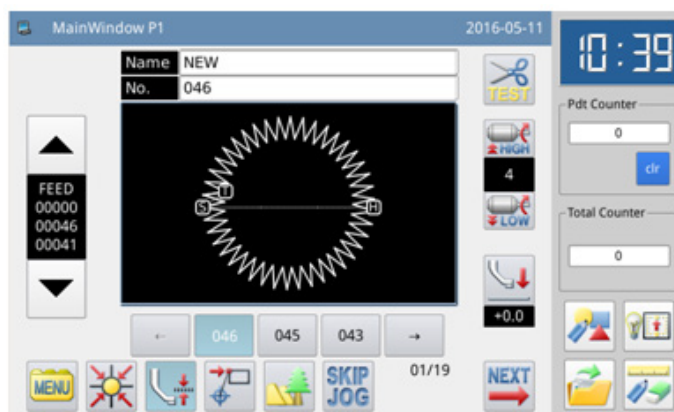 MainWindow P1
2016-05-11
10:39
Name NEW
No. 046
TEST
HIGH
4
LOW
+0.0
Pdt Counter
0
clr
Total Counter
0
FEED
00000
00046
00041
T
S
H
← 046 045 043 →
01/19
MENU
SKIP
JOG
NEXT